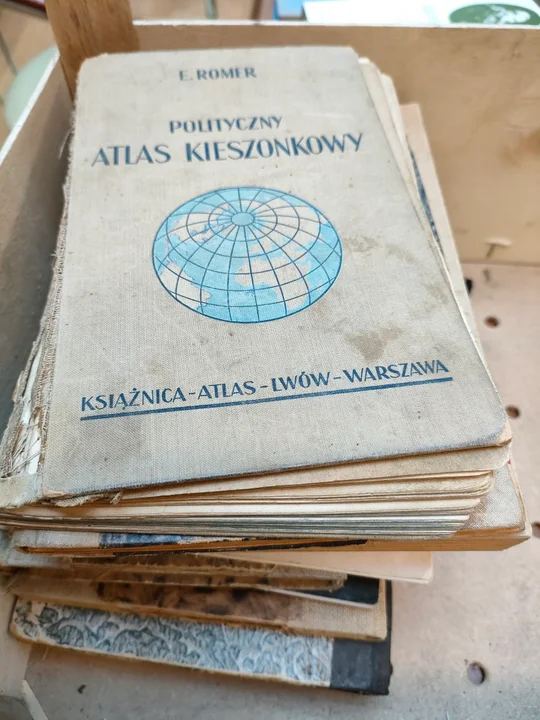 E. ROMER
POLITYCZNY
ATLAS KIESZONKOWY
KSIĄŻNICA-ATLAS-LWÓW-WARSZAWA